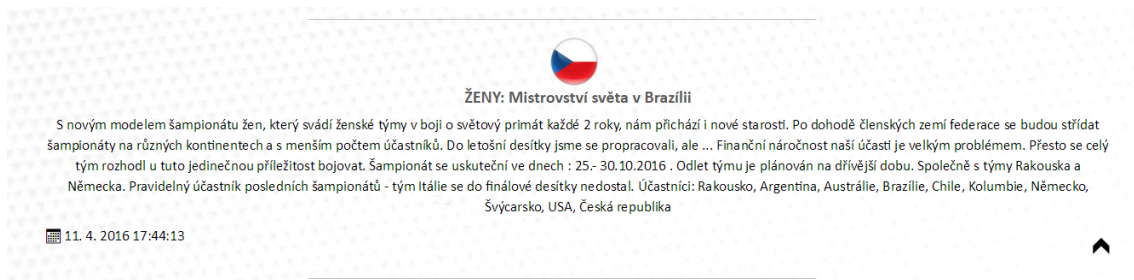 ŽENY: Mistrovství světa v Brazílii
S novým modelem šampionátu žen, který svádí ženské týmy v boji o světový primát každé 2 roky, nám přichází i nové starosti. Po dohodě členských zemí federace se budou střídat
šampionáty na různých kontinentech a s menším počtem účastníků. Do letošní desítky jsme se propracovali, ale ... Finanční náročnost naší účasti je velkým problémem. Přesto se celý
tým rozhodl u tuto jedinečnou příležitost bojovat. Šampionát se uskuteční ve dnech : 25.- 30.10.2016 . Odlet týmu je plánován na dřívější dobu. Společně s týmy Rakouska a
Německa. Pravidelný účastník posledních šampionátů - tým Itálie se do finálové desítky nedostal. Účastníci: Rakousko, Argentina, Austrálie, Brazílie, Chile, Kolumbie, Německo,
Švýcarsko, USA, Česká republika
11. 4. 2016 17:44:13